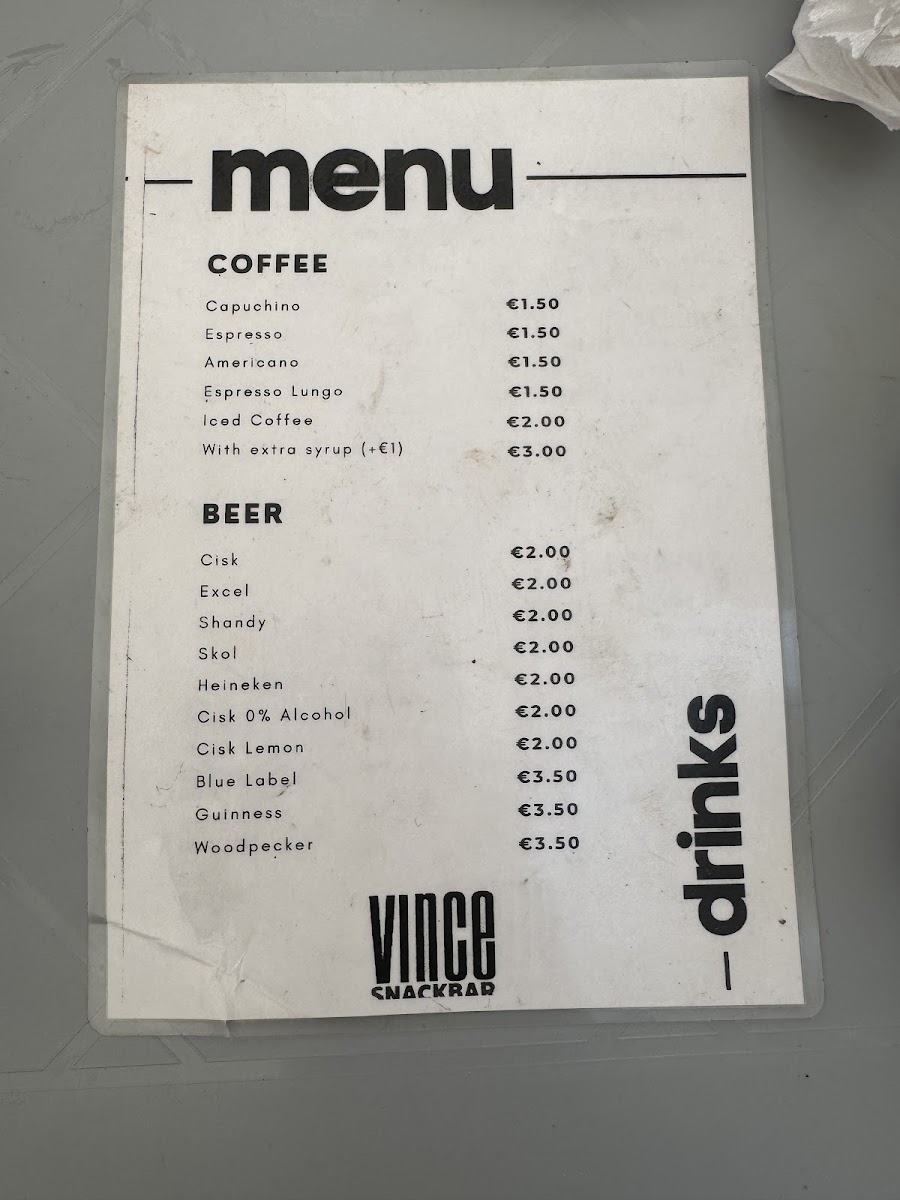 menu
COFFEE
Capuchino €1.50
Espresso €1.50
Americano €1.50
Espresso Lungo €1.50
Iced Coffee €2.00
With extra syrup (+€1) €3.00
BEER
Cisk €2.00
Excel €2.00
Shandy €2.00
Skol €2.00
Heineken €2.00
Cisk 0% Alcohol €2.00
Cisk Lemon €2.00
Blue Label €3.50
Guinness €3.50
Woodpecker €3.50
drinks
VINCE
SNACKBAR